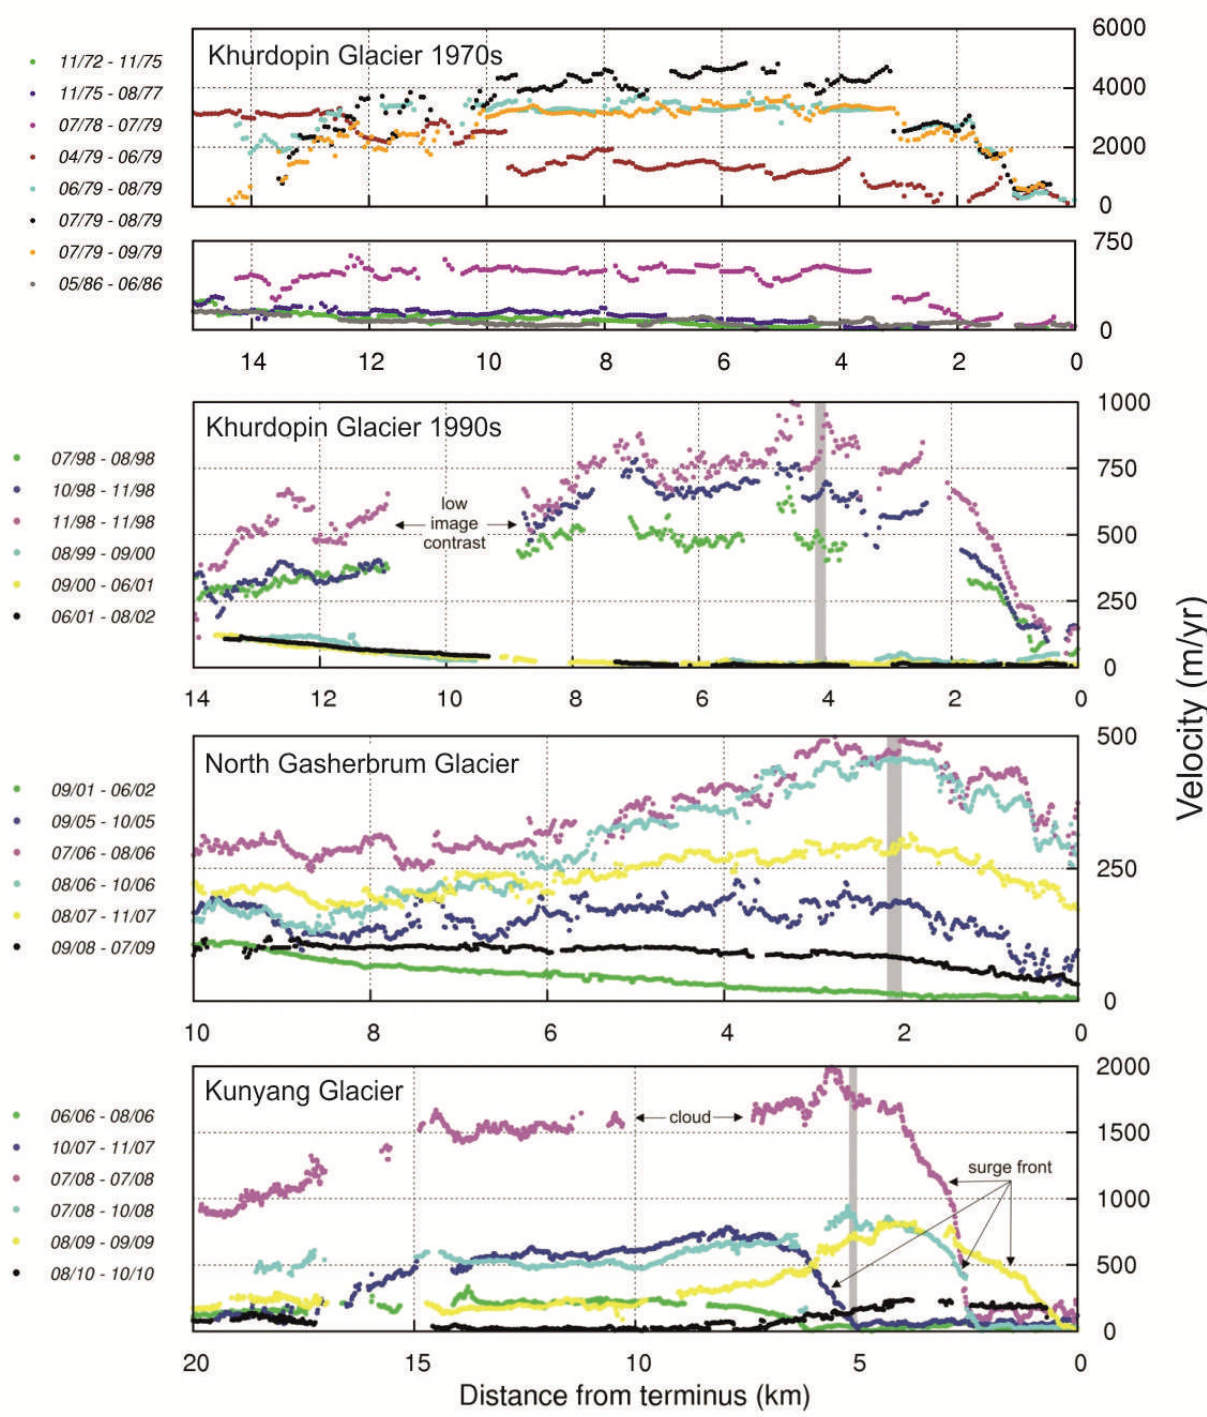 Khurdopin Glacier 1970s
11/72 - 11/75
11/75 - 08/77
07/78 - 07/79
04/79 - 06/79
06/79 - 08/79
07/79 - 08/79
07/79 - 09/79
05/86 - 06/86
6000
4000
2000
0
750
0
14 12 10 8 6 4 2 0
Khurdopin Glacier 1990s
07/98 - 08/98
10/98 - 11/98
11/98 - 11/98
08/99 - 09/00
09/00 - 06/01
06/01 - 08/02
low
image
contrast
1000
750
500
250
0
14 12 10 8 6 4 2 0
Velocity (m/yr)
North Gasherbrum Glacier
09/01 - 06/02
09/05 - 10/05
07/06 - 08/06
08/06 - 10/06
08/07 - 11/07
09/08 - 07/09
500
250
0
10 8 6 4 2 0
Kunyang Glacier
06/06 - 08/06
10/07 - 11/07
07/08 - 07/08
07/08 - 10/08
08/09 - 09/09
08/10 - 10/10
cloud
surge front
2000
1500
1000
500
0
20 15 10 5 0
Distance from terminus (km)